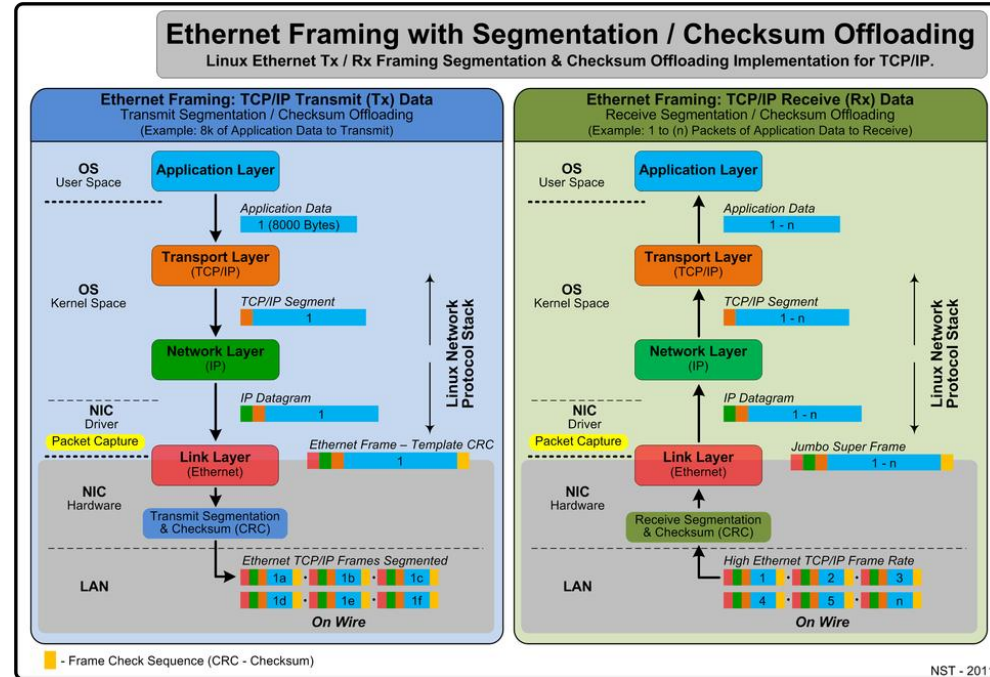 Ethernet Framing with Segmentation / Checksum Offloading
Linux Ethernet Tx / Rx Framing Segmentation & Checksum Offloading Implementation for TCP/IP.
Ethernet Framing: TCP/IP Transmit (Tx) Data
Transmit Segmentation / Checksum Offloading
(Example: 8k of Application Data to Transmit)
OS
User Space
Application Layer
Application Data
1 (8000 Bytes)
Transport Layer
(TCP/IP)
OS
Kernel Space
TCP/IP Segment
1
Network Layer
(IP)
Linux Network
Protocol Stack
IP Datagram
1
NIC
Driver
Packet Capture
Link Layer
(Ethernet)
Ethernet Frame – Template CRC
1
NIC
Hardware
Transmit Segmentation
& Checksum (CRC)
LAN
Ethernet TCP/IP Frames Segmented
1a 1b 1c
1d 1e 1f
On Wire
Ethernet Framing: TCP/IP Receive (Rx) Data
Receive Segmentation / Checksum Offloading
(Example: 1 to (n) Packets of Application Data to Receive)
OS
User Space
Application Layer
Application Data
1 - n
Transport Layer
(TCP/IP)
OS
Kernel Space
TCP/IP Segment
1 - n
Network Layer
(IP)
Linux Network
Protocol Stack
IP Datagram
1 - n
NIC
Driver
Packet Capture
Link Layer
(Ethernet)
Jumbo Super Frame
1 - n
NIC
Hardware
Receive Segmentation
& Checksum (CRC)
LAN
High Ethernet TCP/IP Frame Rate
1 2 3
4 5 n
On Wire
- Frame Check Sequence (CRC - Checksum)
NST -